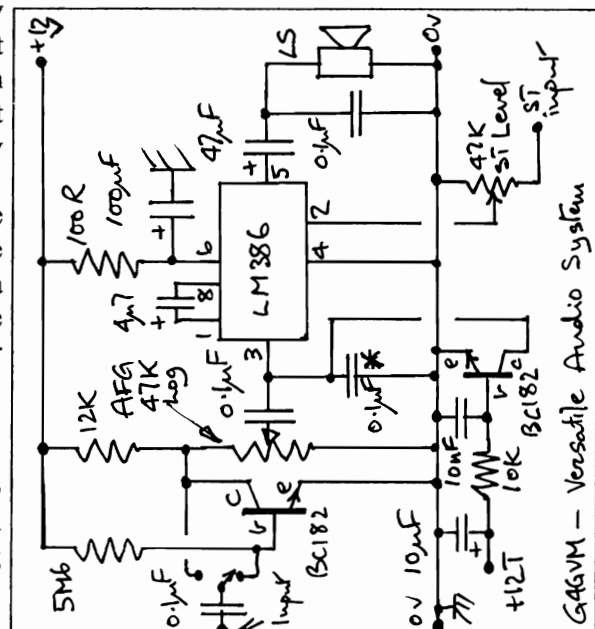 +12V
5M6
12K
AFG
47K
Log
100R
100µF
4µ7
+
+
1
8
6
3
LM386
5
4
2
47µF
+
0.1µF
LS
0.1µF
c
b
e
BC182
0.1µF
Input
0.1µF*
0v
10µF
+
+12T
10nF
10K
e
b
c
BC182
0v
47K
ST Level
ST
input
G4GVM – Versatile Audio System